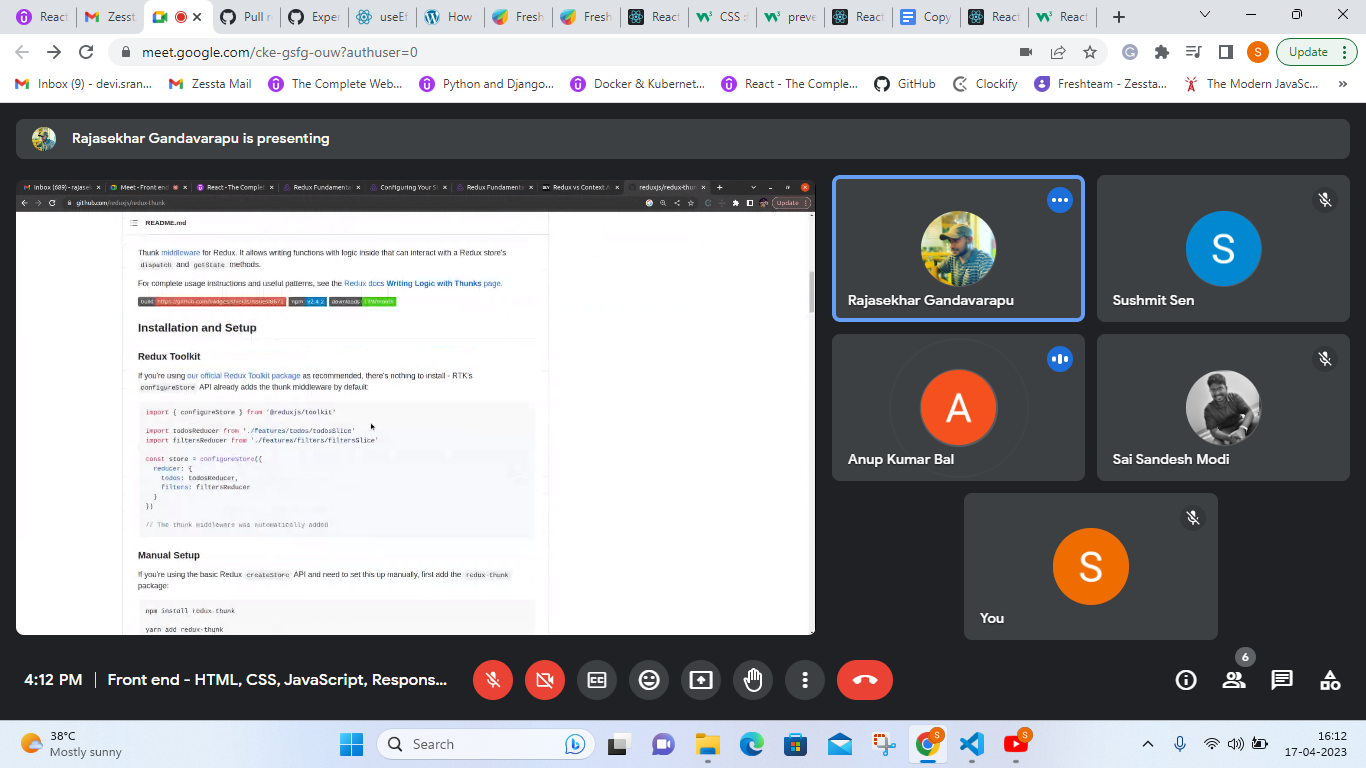 React
Zesst
Pull r
Exper
useEf
How
Fresh
Fresh
React
CSS :
preve
React
Copy
React
React
meet.google.com/cke-gsfg-ouw?authuser=0
Update
Inbox (9) - devi.sran...
Zessta Mail
The Complete Web...
Python and Django...
Docker & Kubernet...
React - The Comple...
GitHub
Clockify
Freshteam - Zessta...
The Modern JavaSc...
»
Rajasekhar Gandavarapu is presenting
Inbox (689) - rajasek
Meet - Front end
React - The Complet
Redux Fundamental
Configuring Your S
Redux Fundaments
Redux vs Context A
reduxjs/redux-thun
github.com/reduxjs/redux-thunk
Update
README.md
Thunk middleware for Redux. It allows writing functions with logic inside that can interact with a Redux store's
dispatch and getState methods.
For complete usage instructions and useful patterns, see the Redux docs Writing Logic with Thunks page.
build
npm v2.4.2
downloads
Installation and Setup
Redux Toolkit
If you're using our official Redux Toolkit package as recommended, there's nothing to install - RTK's
configureStore API already adds the thunk middleware by default:
import { configureStore } from '@reduxjs/toolkit'
import todosReducer from './features/todos/todosSlice'
import filtersReducer from './features/filters/filtersSlice'
const store = configureStore({
reducer: {
todos: todosReducer,
filters: filtersReducer
}
})
// The thunk middleware was automatically added
Manual Setup
If you're using the basic Redux createStore API and need to set this up manually, first add the redux-thunk
package:
npm install redux-thunk
yarn add redux-thunk
Rajasekhar Gandavarapu
S
Sushmit Sen
A
Anup Kumar Bal
Sai Sandesh Modi
S
You
4:12 PM | Front end - HTML, CSS, JavaScript, Respons...
6
38°C
Mostly sunny
Search
S
S
16:12
17-04-2023